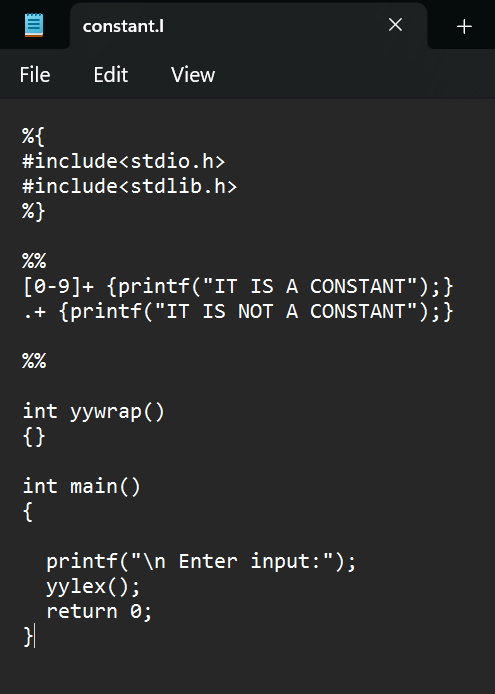 constant.l
File Edit View
%{
#include<stdio.h>
#include<stdlib.h>
%}
%%
[0-9]+ {printf("IT IS A CONSTANT");}
.+ {printf("IT IS NOT A CONSTANT");}
%%
int yywrap()
{}
int main()
{
printf("\n Enter input:");
yylex();
return 0;
}